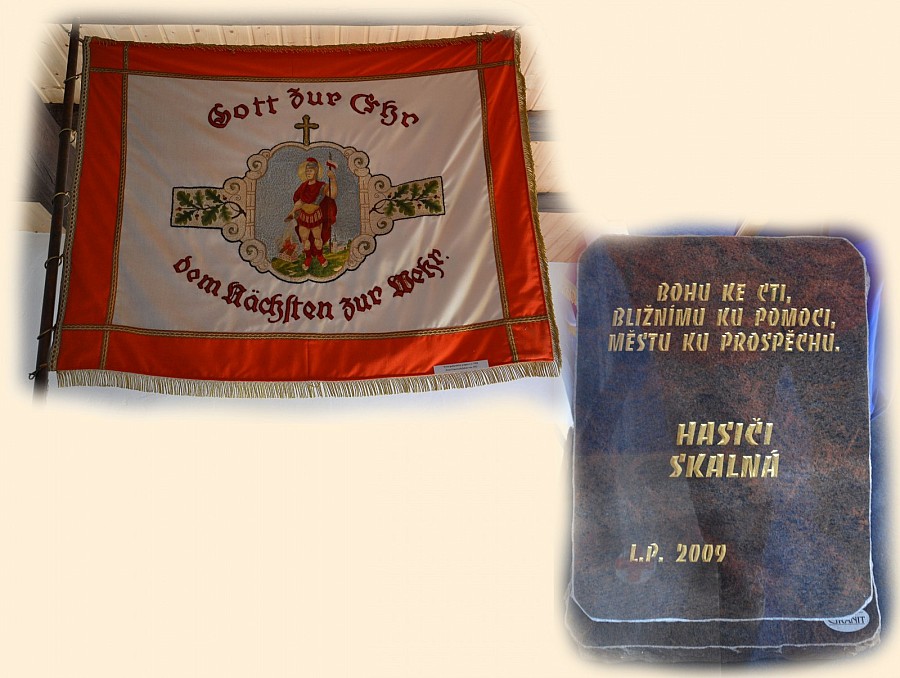 Gott zur Ehr
dem Nächsten zur Wehr.
BOHU KE CTI,
BLIŽNÍMU KU POMOCI,
MĚSTU KU PROSPĚCHU.
HASIČI
SKALNÁ
L.P. 2009
GRANIT